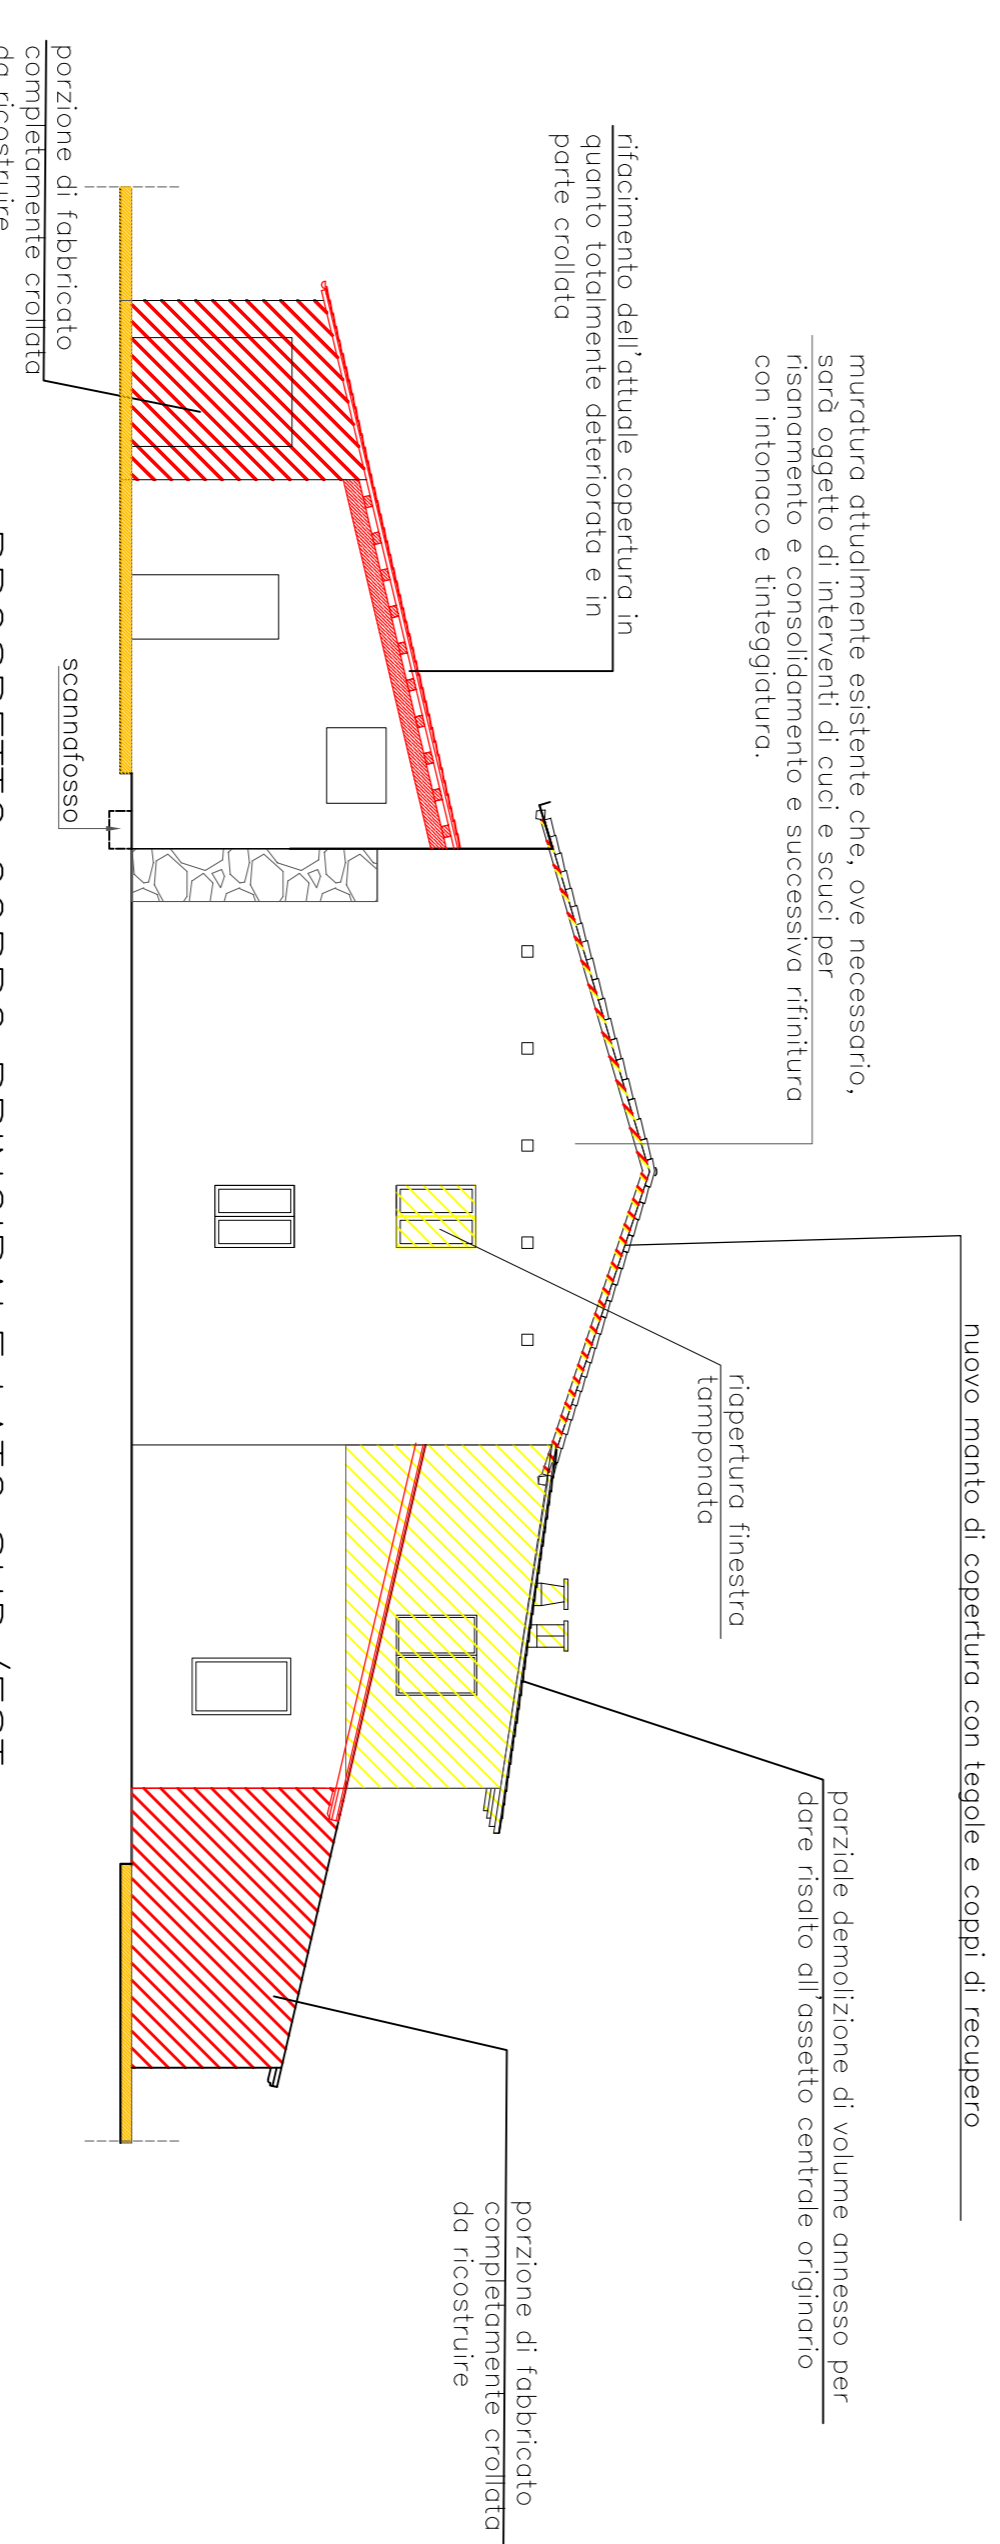 nuovo manto di copertura con tegole e coppi di recupero
muratura attualmente esistente che, ove necessario,
sarà oggetto di interventi di cuci e scuci per
risanamento e consolidamento e successiva rifinitura
con intonaco e tinteggiatura.
parziale demolizione di volume annesso per
dare risalto all'assetto centrale originario
riapertura finestra
tamponata
rifacimento dell'attuale copertura in
quanto totalmente deteriorata e in
parte crollata
porzione di fabbricato
completamente crollata
da ricostruire
scannafosso
porzione di fabbricato
completamente crollata
da ricostruire